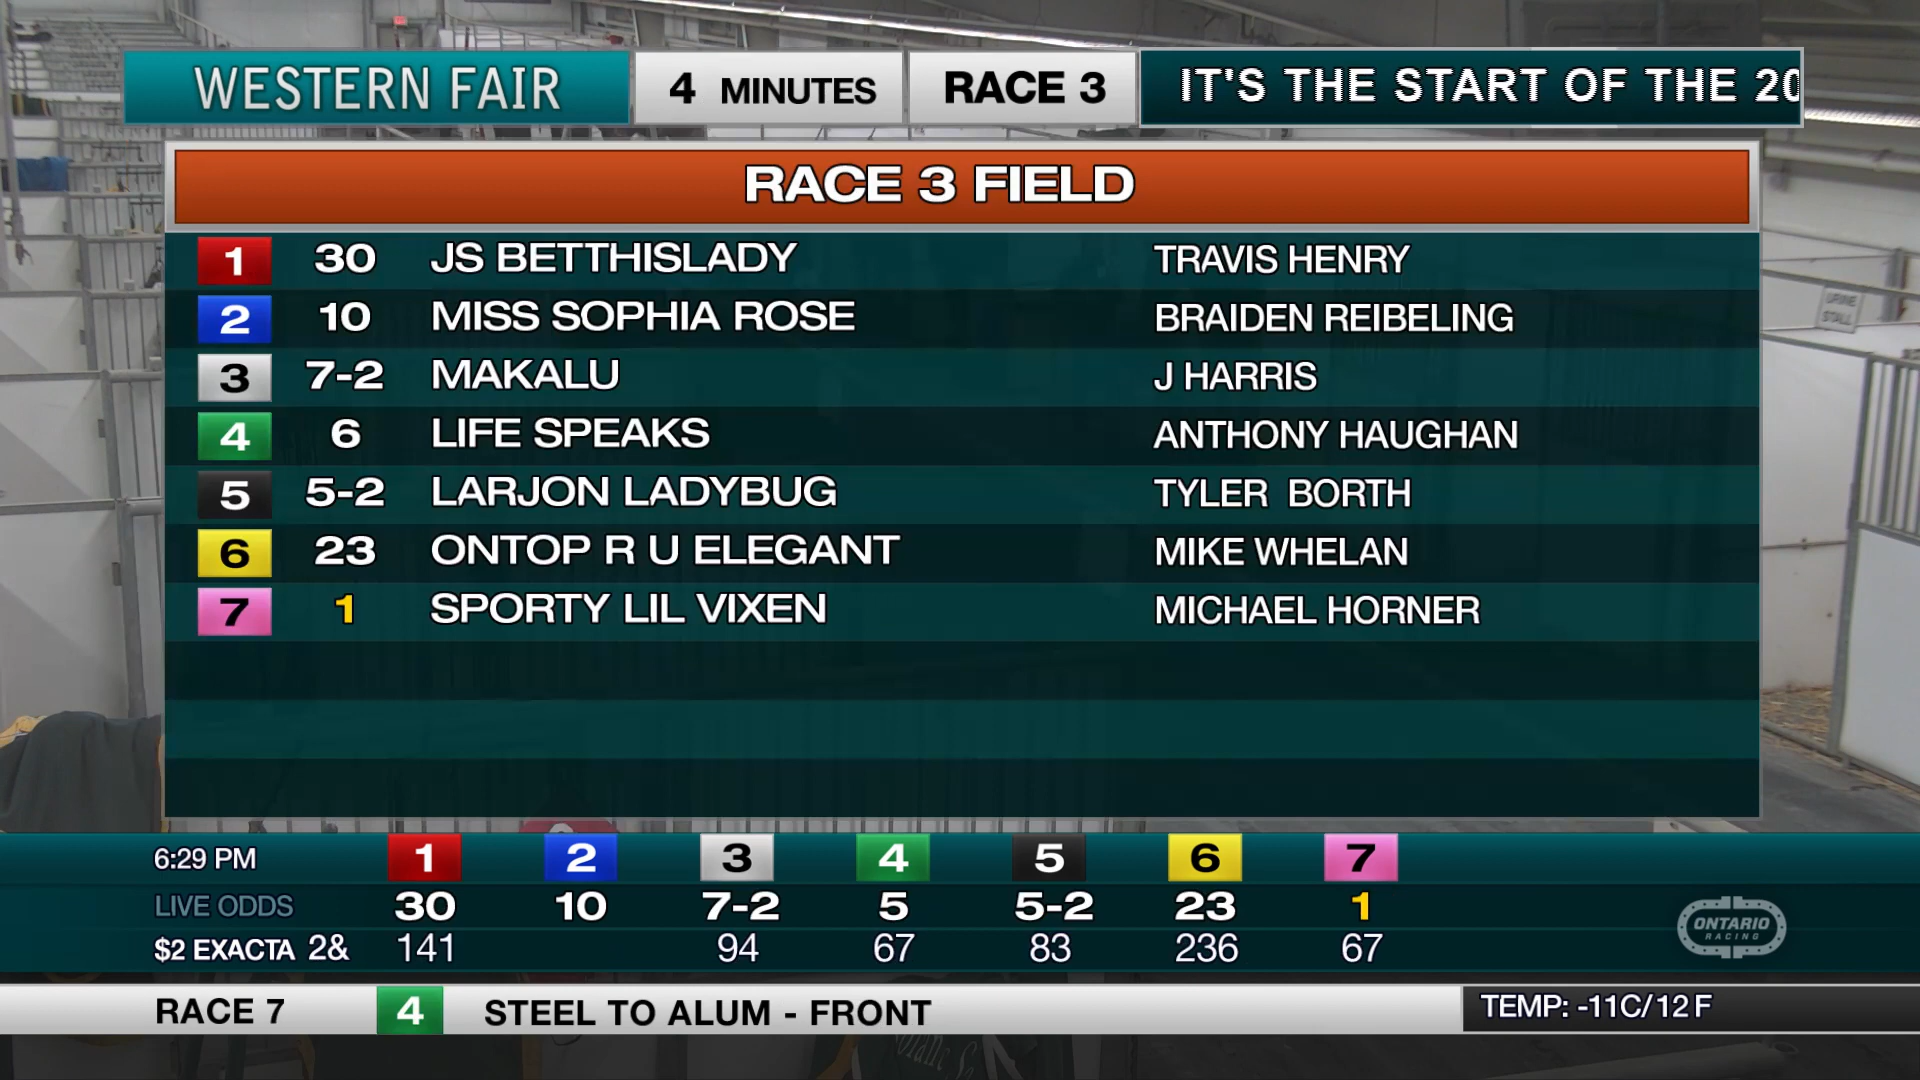 WESTERN FAIR 4 MINUTES RACE 3 IT'S THE START OF THE 20
RACE 3 FIELD
1 30 JS BETTHISLADY TRAVIS HENRY
2 10 MISS SOPHIA ROSE BRAIDEN REIBELING
3 7-2 MAKALU J HARRIS
4 6 LIFE SPEAKS ANTHONY HAUGHAN
5 5-2 LARJON LADYBUG TYLER BORTH
6 23 ONTOP R U ELEGANT MIKE WHELAN
7 1 SPORTY LIL VIXEN MICHAEL HORNER
URINE
STALL
6:29 PM 1 2 3 4 5 6 7
LIVE ODDS 30 10 7-2 5 5-2 23 1
$2 EXACTA 2& 141 94 67 83 236 67
ONTARIO
RACING
RACE 7 4 STEEL TO ALUM - FRONT TEMP: -11C/12 F